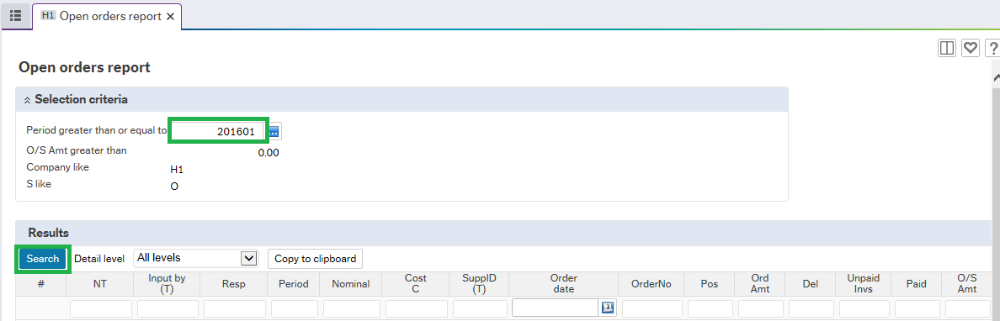 H1 Open orders report
?
Open orders report
Selection criteria
Period greater than or equal to 201601
O/S Amt greater than 0.00
Company like H1
S like O
Results
Search Detail level All levels Copy to clipboard
# NT Input by (T) Resp Period Nominal Cost C SuppID (T) Order date OrderNo Pos Ord Amt Del Unpaid Invs Paid O/S Amt